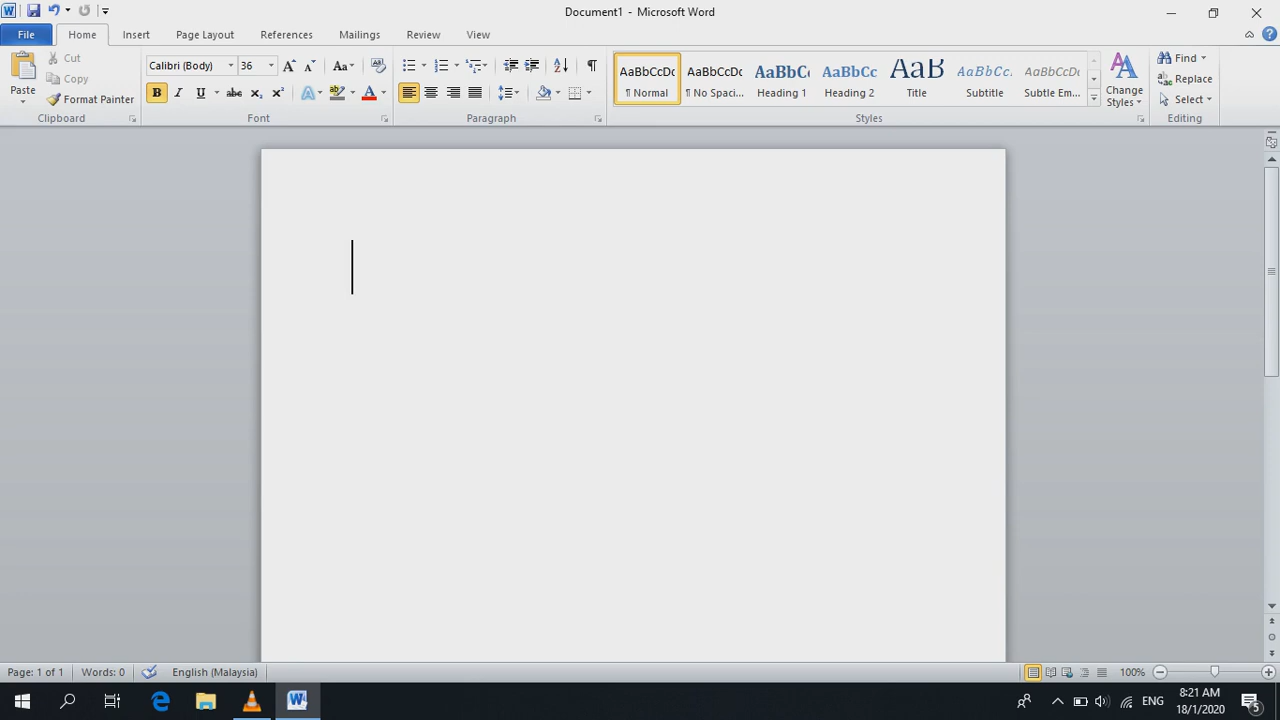 Document1 - Microsoft Word
File Home Insert Page Layout References Mailings Review View
Paste
Cut
Copy
Format Painter
Clipboard
Calibri (Body) 36
Font
Paragraph
AaBbCcDc AaBbCcDc AaBbC AaBbCc AaB AaBbCc. AaBbCcDc
¶ Normal ¶ No Spaci... Heading 1 Heading 2 Title Subtitle Subtle Em...
Styles
Change
Styles
Find
Replace
Select
Editing
Page: 1 of 1 Words: 0 English (Malaysia) 100%
ENG
8:21 AM
18/1/2020
5